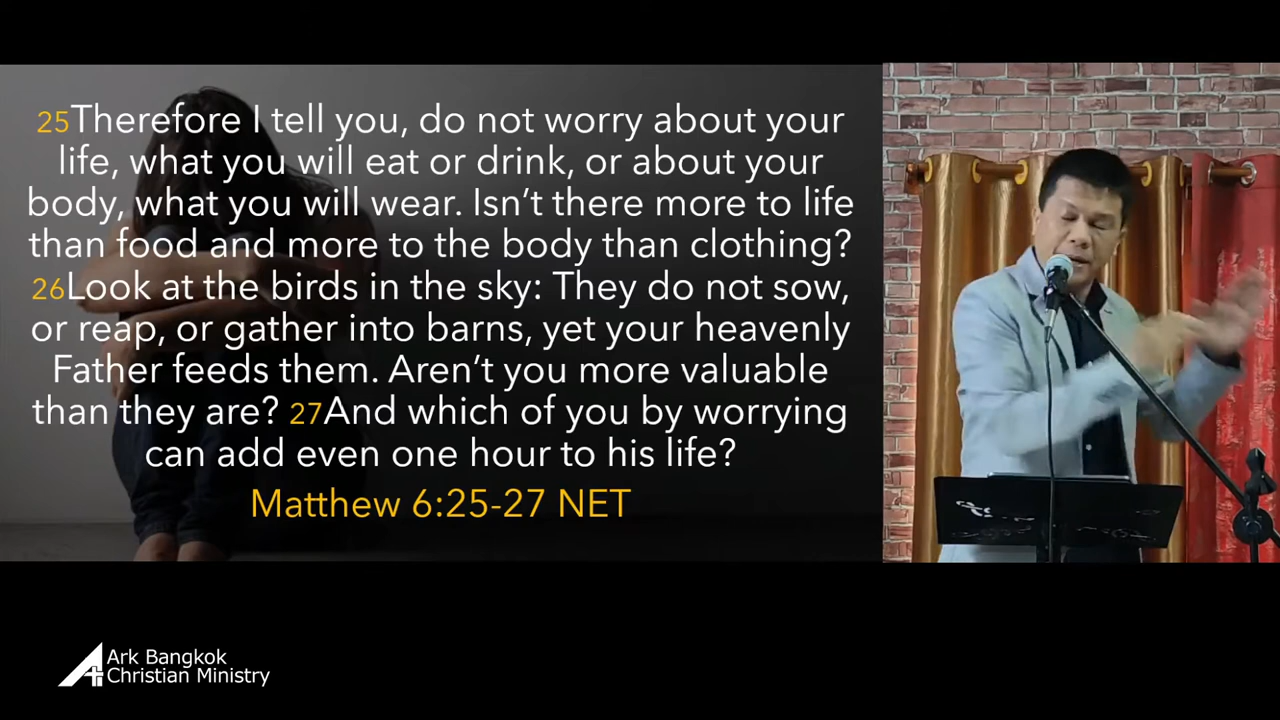 25Therefore I tell you, do not worry about your
life, what you will eat or drink, or about your
body, what you will wear. Isn't there more to life
than food and more to the body than clothing?
26Look at the birds in the sky: They do not sow,
or reap, or gather into barns, yet your heavenly
Father feeds them. Aren't you more valuable
than they are? 27And which of you by worrying
can add even one hour to his life?
Matthew 6:25-27 NET
Ark Bangkok
Christian Ministry